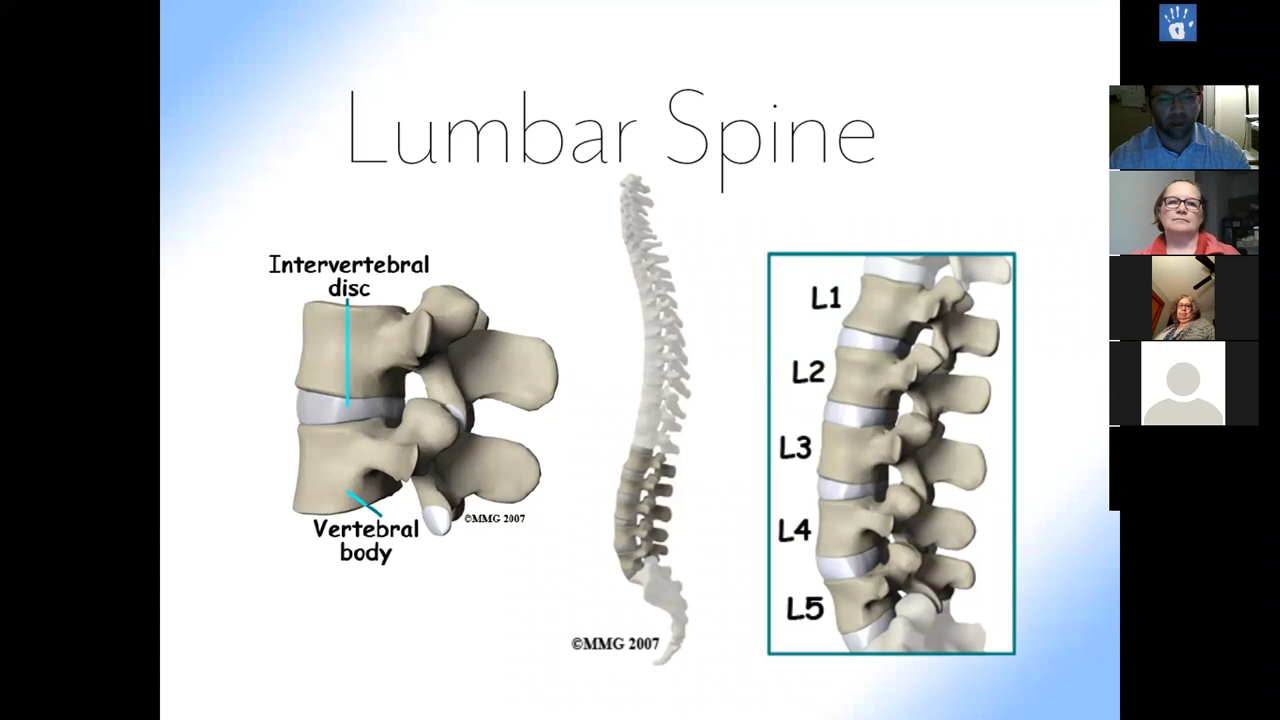 Lumbar Spine
Intervertebral
disc
Vertebral
body
©MMG 2007
©MMG 2007
L1
L2
L3
L4
L5